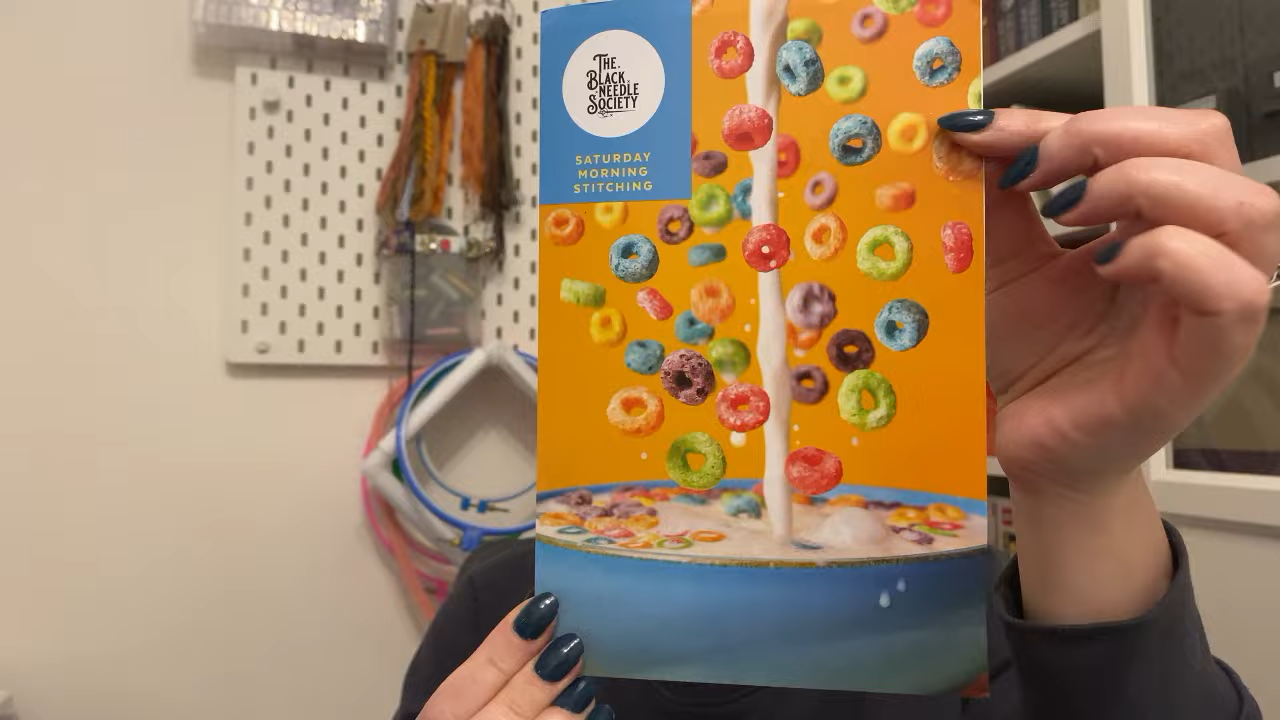 THE
BLACK
NEEDLE
SOCIETY
SATURDAY
MORNING
STITCHING